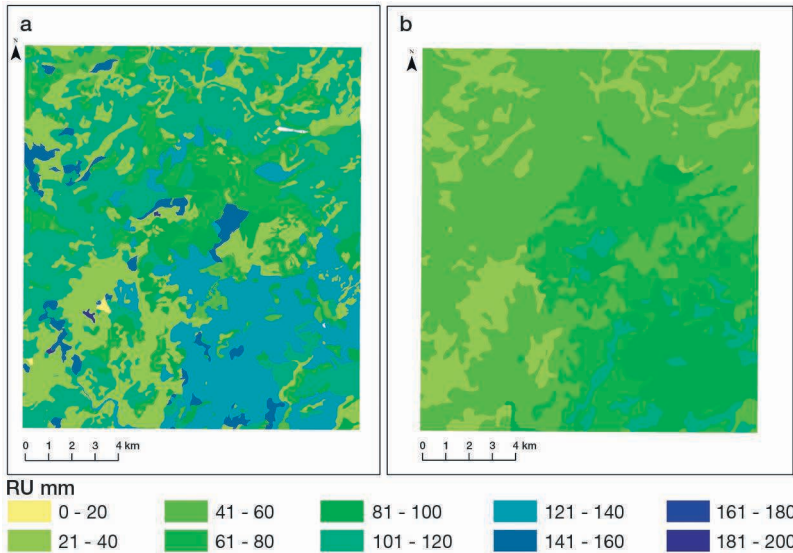 a
N
0 1 2 3 4 km
b
N
0 1 2 3 4 km
RU mm
0 - 20
41 - 60
81 - 100
121 - 140
161 - 180
21 - 40
61 - 80
101 - 120
141 - 160
181 - 200